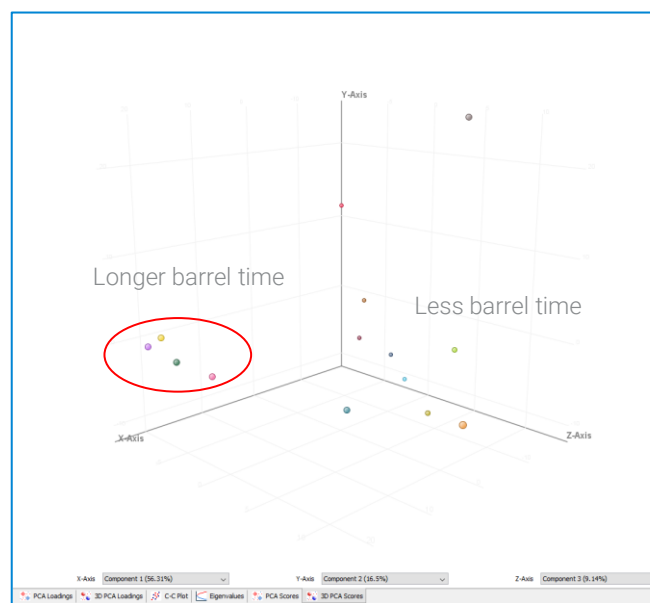 Y-Axis
Longer barrel time
Less barrel time
X-Axis
Z-Axis
X-Axis Component 1 (56.31%) Y-Axis Component 2 (16.5%) Z-Axis Component 3 (9.14%)
PCA Loadings 3D PCA Loadings C-C Plot Eigenvalues PCA Scores 3D PCA Scores